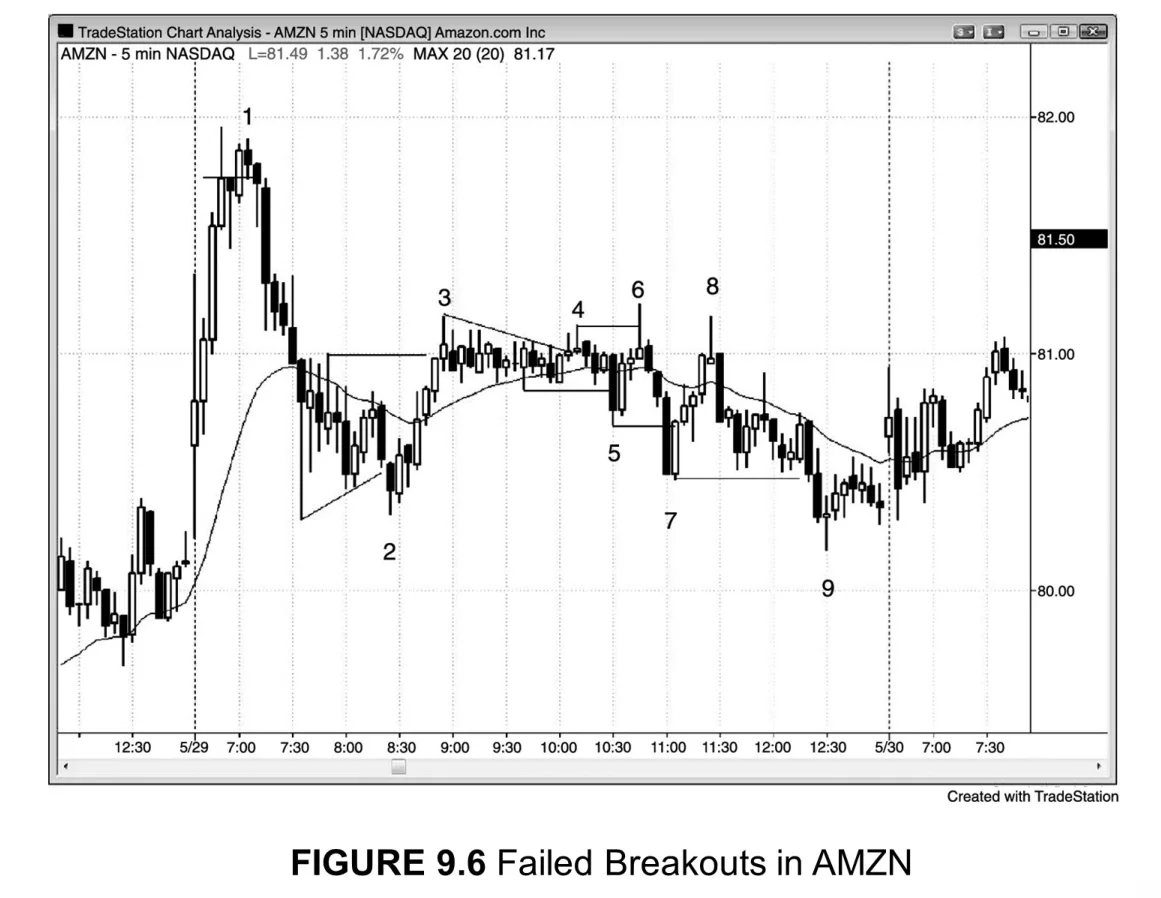 TradeStation Chart Analysis - AMZN 5 min [NASDAQ] Amazon.com Inc
AMZN - 5 min NASDAQ L=81.49 1.38 1.72% MAX 20 (20) 81.17
1
82.00
81.50
3
4
6
8
81.00
5
7
2
9
80.00
12:30 5/29 7:00 7:30 8:00 8:30 9:00 9:30 10:00 10:30 11:00 11:30 12:00 12:30 5/30 7:00 7:30
Created with TradeStation
FIGURE 9.6 Failed Breakouts in AMZN